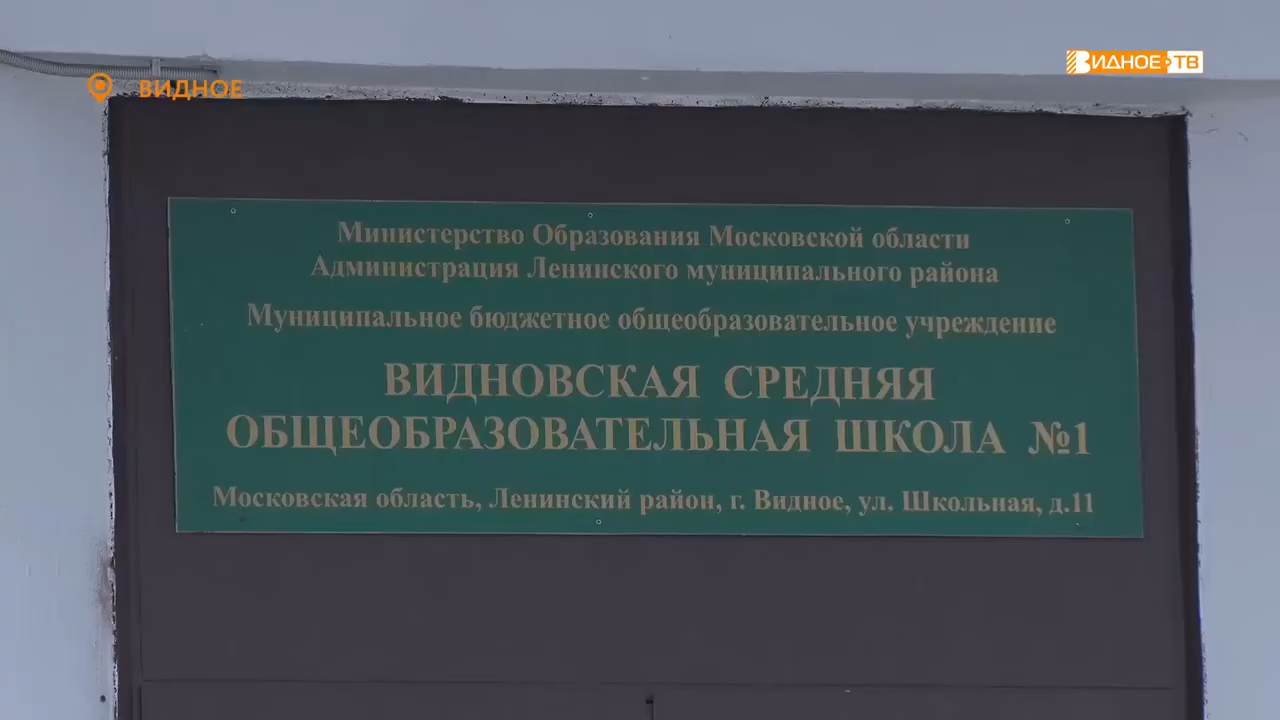 ВИДНОЕ
ВИДНОЕ ТВ
Министерство Образования Московской области
Администрация Ленинского муниципального района
Муниципальное бюджетное общеобразовательное учреждение
ВИДНОВСКАЯ СРЕДНЯЯ
ОБЩЕОБРАЗОВАТЕЛЬНАЯ ШКОЛА №1
Московская область, Ленинский район, г. Видное, ул. Школьная, д.11